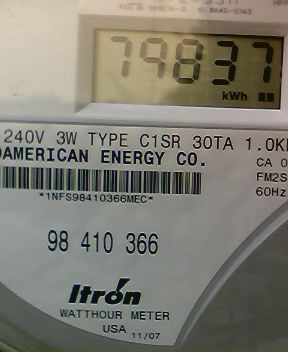 79837
kWh
240V 3W TYPE C1SR 30TA 1.0K
AMERICAN ENERGY CO.
CA 0
FM2S
60Hz
*1NFS98410366MEC*
98 410 366
Itron
WATTHOUR METER
USA 11/07